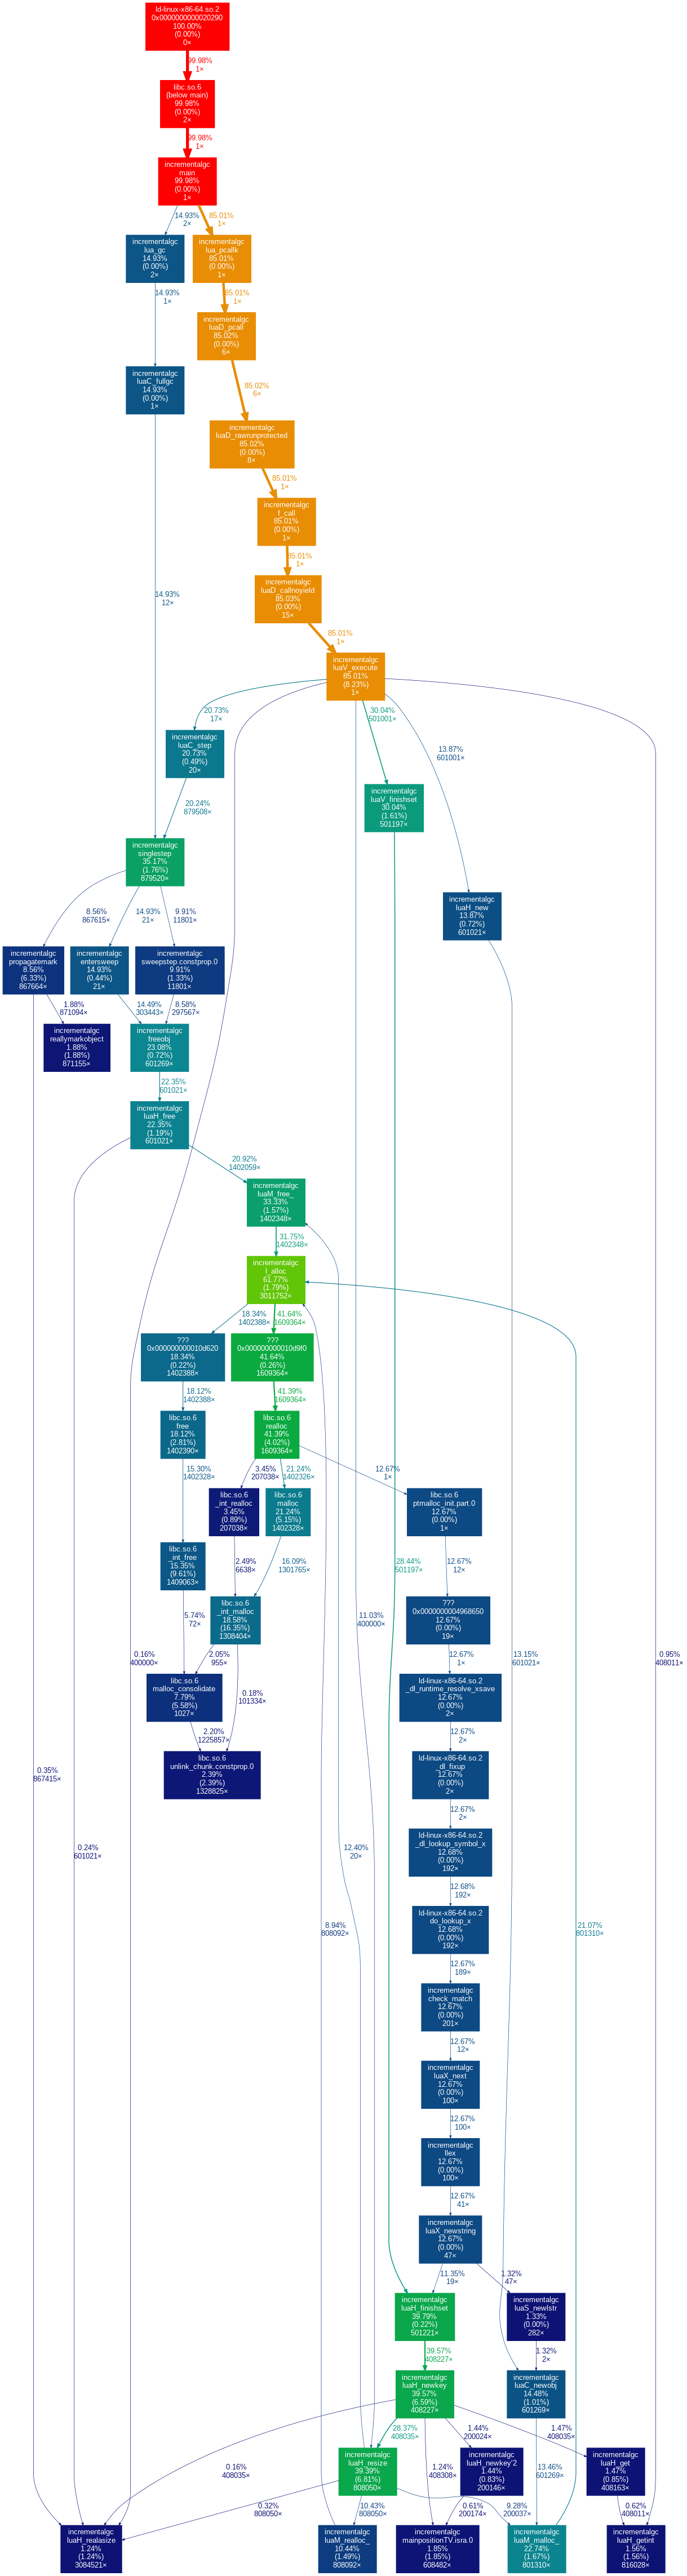 ld-linux-x86-64.so.2
0x0000000000020290
100.00%
(0.00%)
0×
99.98%
1×
libc.so.6
(below main)
99.98%
(0.00%)
2×
99.98%
1×
incrementalgc
main
99.98%
(0.00%)
1×
14.93%
2×
85.01%
1×
incrementalgc
lua_gc
14.93%
(0.00%)
2×
incrementalgc
lua_pcallk
85.01%
(0.00%)
1×
14.93%
1×
85.01%
1×
incrementalgc
luaD_pcall
85.02%
(0.00%)
6×
incrementalgc
luaC_fullgc
14.93%
(0.00%)
1×
85.02%
6×
incrementalgc
luaD_rawrunprotected
85.02%
(0.00%)
8×
85.01%
1×
incrementalgc
f_call
85.01%
(0.00%)
1×
85.01%
1×
14.93%
12×
incrementalgc
luaD_callnoyield
85.03%
(0.00%)
15×
85.01%
1×
incrementalgc
luaV_execute
85.01%
(8.23%)
1×
20.73%
17×
30.04%
501001×
13.87%
601001×
incrementalgc
luaC_step
20.73%
(0.49%)
20×
incrementalgc
luaV_finishset
30.04%
(1.61%)
501197×
20.24%
879508×
incrementalgc
singlestep
35.17%
(1.76%)
879520×
incrementalgc
luaH_new
13.87%
(0.72%)
601021×
8.56%
867615×
14.93%
21×
9.91%
11801×
incrementalgc
propagatemark
8.56%
(6.33%)
867664×
incrementalgc
entersweep
14.93%
(0.44%)
21×
incrementalgc
sweepstep.constprop.0
9.91%
(1.33%)
11801×
1.88%
871094×
14.49%
303443×
8.58%
297567×
incrementalgc
reallymarkobject
1.88%
(1.88%)
871155×
incrementalgc
freeobj
23.08%
(0.72%)
601269×
22.35%
601021×
incrementalgc
luaH_free
22.35%
(1.19%)
601021×
20.92%
1402059×
incrementalgc
luaM_free_
33.33%
(1.57%)
1402348×
31.75%
1402348×
incrementalgc
l_alloc
61.77%
(1.79%)
3011752×
18.34%
1402388×
41.64%
1609364×
???
0x000000000010d620
18.34%
(0.22%)
1402388×
???
0x000000000010d9f0
41.64%
(0.26%)
1609364×
18.12%
1402388×
41.39%
1609364×
libc.so.6
free
18.12%
(2.81%)
1402390×
libc.so.6
realloc
41.39%
(4.02%)
1609364×
15.30%
1402328×
3.45%
207038×
21.24%
1402326×
12.67%
1×
libc.so.6
_int_realloc
3.45%
(0.89%)
207038×
libc.so.6
malloc
21.24%
(5.15%)
1402328×
libc.so.6
ptmalloc_init.part.0
12.67%
(0.00%)
1×
libc.so.6
_int_free
15.35%
(9.61%)
1409063×
2.49%
6638×
16.09%
1301765×
28.44%
501197×
12.67%
12×
libc.so.6
_int_malloc
18.58%
(16.35%)
1308404×
???
0x0000000004968650
12.67%
(0.00%)
19×
5.74%
72×
11.03%
400000×
0.16%
400000×
2.05%
955×
0.18%
101334×
12.67%
1×
13.15%
601021×
0.95%
408011×
libc.so.6
malloc_consolidate
7.79%
(5.58%)
1027×
ld-linux-x86-64.so.2
_dl_runtime_resolve_xsave
12.67%
(0.00%)
2×
2.20%
1225857×
12.67%
2×
libc.so.6
unlink_chunk.constprop.0
2.39%
(2.39%)
1328825×
ld-linux-x86-64.so.2
_dl_fixup
12.67%
(0.00%)
2×
0.35%
867415×
12.67%
2×
ld-linux-x86-64.so.2
_dl_lookup_symbol_x
12.68%
(0.00%)
192×
0.24%
601021×
12.40%
20×
12.68%
192×
ld-linux-x86-64.so.2
do_lookup_x
12.68%
(0.00%)
192×
8.94%
808092×
21.07%
801310×
12.67%
189×
incrementalgc
check_match
12.67%
(0.00%)
201×
12.67%
12×
incrementalgc
luaX_next
12.67%
(0.00%)
100×
12.67%
100×
incrementalgc
llex
12.67%
(0.00%)
100×
12.67%
41×
incrementalgc
luaX_newstring
12.67%
(0.00%)
47×
11.35%
19×
1.32%
47×
incrementalgc
luaH_finishset
39.79%
(0.22%)
501221×
incrementalgc
luaS_newlstr
1.33%
(0.00%)
282×
39.57%
408227×
1.32%
2×
incrementalgc
luaH_newkey
39.57%
(6.59%)
408227×
incrementalgc
luaC_newobj
14.48%
(1.01%)
601269×
28.37%
408035×
1.44%
200024×
1.47%
408035×
0.16%
408035×
1.24%
408308×
13.46%
601269×
incrementalgc
luaH_resize
39.39%
(6.81%)
808050×
incrementalgc
luaH_newkey'2
1.44%
(0.83%)
200146×
incrementalgc
luaH_get
1.47%
(0.85%)
408163×
0.32%
808050×
10.43%
808050×
0.61%
200174×
9.28%
200037×
0.62%
408011×
incrementalgc
luaH_realasize
1.24%
(1.24%)
3084521×
incrementalgc
luaM_realloc_
10.44%
(1.49%)
808092×
incrementalgc
mainpositionTV.isra.0
1.85%
(1.85%)
608482×
incrementalgc
luaM_malloc_
22.74%
(1.67%)
801310×
incrementalgc
luaH_getint
1.56%
(1.56%)
816028×